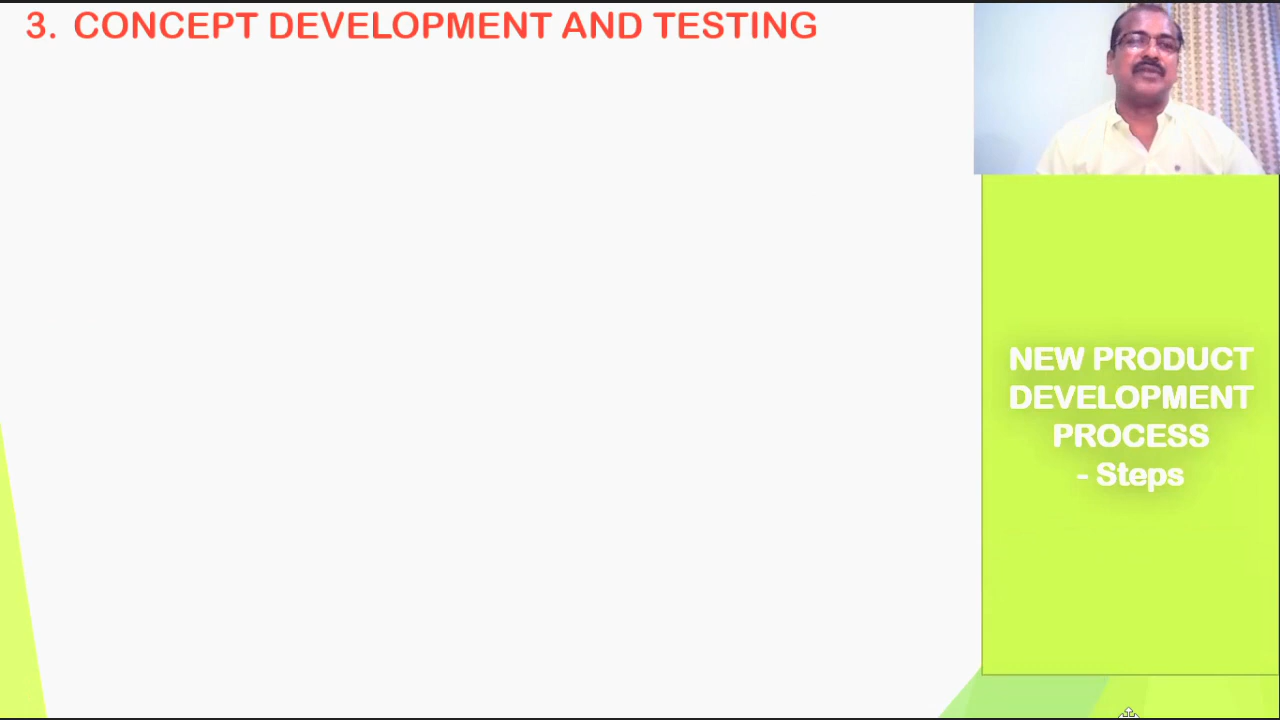 3. CONCEPT DEVELOPMENT AND TESTING
NEW PRODUCT
DEVELOPMENT
PROCESS
- Steps